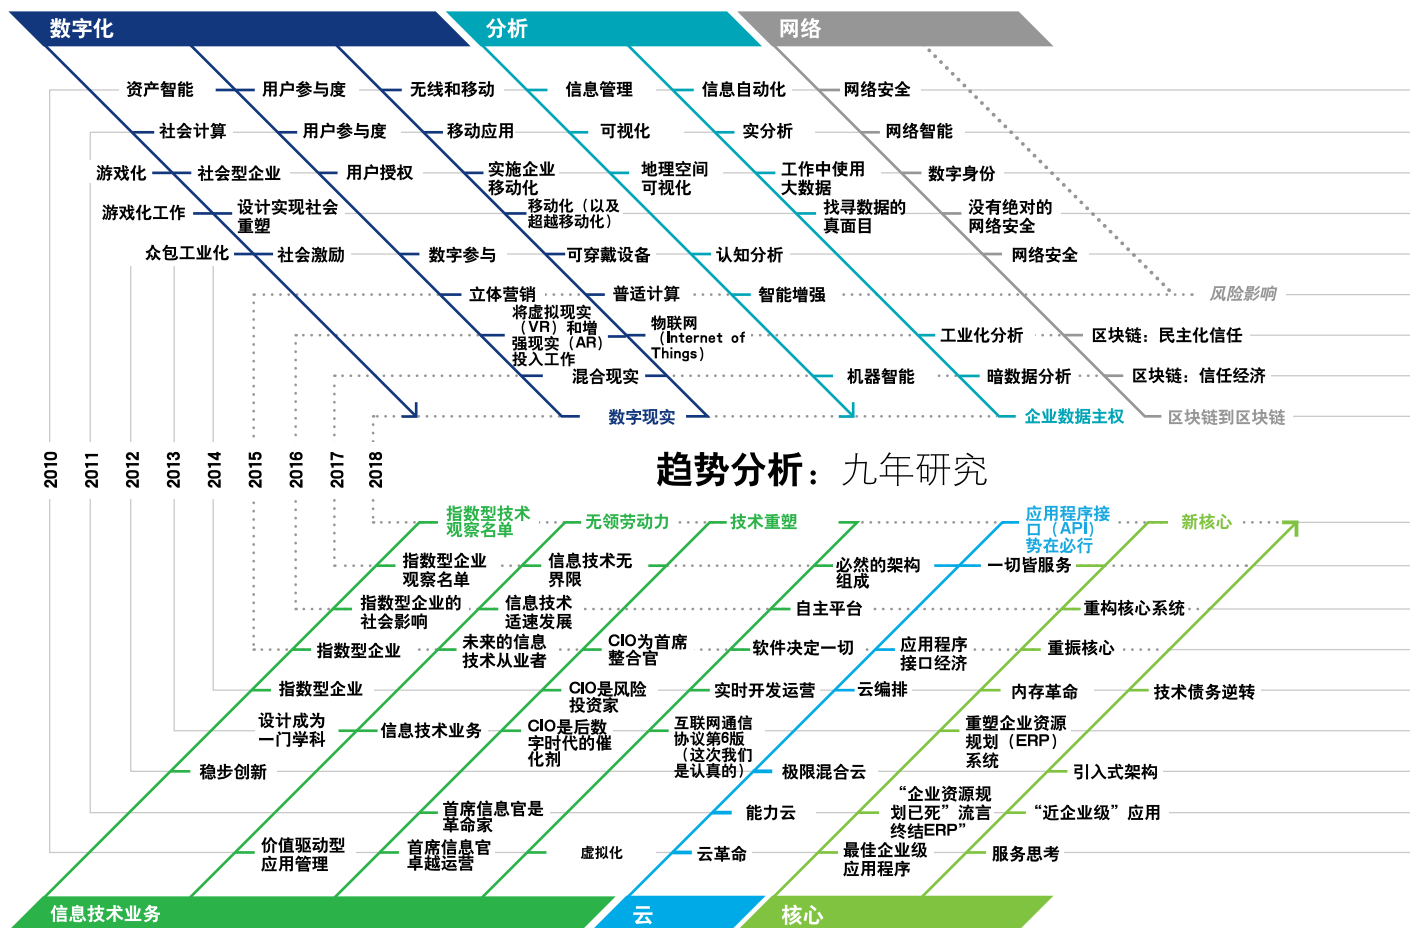 数字化
分析
网络
资产智能
用户参与度
无线和移动
信息管理
信息自动化
网络安全
社会计算
用户参与度
移动应用
可视化
实分析
网络智能
游戏化
社会型企业
用户授权
实施企业
移动化
地理空间
可视化
工作中使用
大数据
数字身份
游戏化工作
设计实现社会
重塑
移动化（以及
超越移动化）
找寻数据的
真面目
没有绝对的
网络安全
众包工业化
社会激励
数字参与
可穿戴设备
认知分析
网络安全
立体营销
普适计算
智能增强
风险影响
将虚拟现实
（VR）和增
强现实（AR）
投入工作
物联网
（Internet of
Things）
工业化分析
区块链：民主化信任
混合现实
机器智能
暗数据分析
区块链：信任经济
数字现实
企业数据主权
区块链到区块链
2010
2011
2012
2013
2014
2015
2016
2017
2018
趋势分析：九年研究
指数型技术
观察名单
无领劳动力
技术重塑
应用程序接
口（API）
势在必行
新核心
指数型企业
观察名单
信息技术无
界限
必然的架构
组成
一切皆服务
指数型企业的
社会影响
信息技术
适速发展
自主平台
重构核心系统
指数型企业
未来的信息
技术从业者
CIO为首席
整合官
软件决定一切
应用程序
接口经济
重振核心
指数型企业
CIO是风险
投资家
实时开发运营
云编排
内存革命
技术债务逆转
设计成为
一门学科
信息技术业务
CIO是后数
字时代的催
化剂
互联网通信
协议第6版
（这次我们
是认真的）
重塑企业资源
规划（ERP）
系统
稳步创新
极限混合云
引入式架构
首席信息官是
革命家
能力云
“企业资源规
划已死”流言
终结ERP”
“近企业级”应用
价值驱动型
应用管理
首席信息官
卓越运营
虚拟化
云革命
最佳企业级
应用程序
服务思考
信息技术业务
云
核心